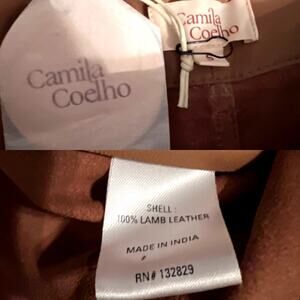 Camila
Coelho
Camila
Coelho
S
SHELL:
100% LAMB LEATHER
MADE IN INDIA
RN# 132829